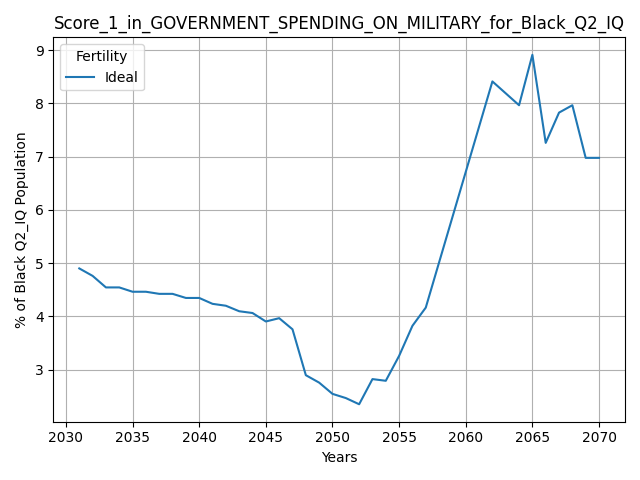 Score_1_in_GOVERNMENT_SPENDING_ON_MILITARY_for_Black_Q2_IQ
Fertility
Ideal
% of Black Q2_IQ Population
9
8
7
6
5
4
3
2030 2035 2040 2045 2050 2055 2060 2065 2070
Years